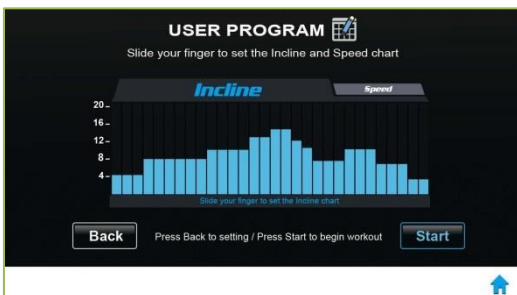 USER PROGRAM
Slide your finger to set the Incline and Speed chart
Incline Speed
20
16
12
8
4
Slide your finger to set the Incline chart
Back Press Back to setting / Press Start to begin workout Start